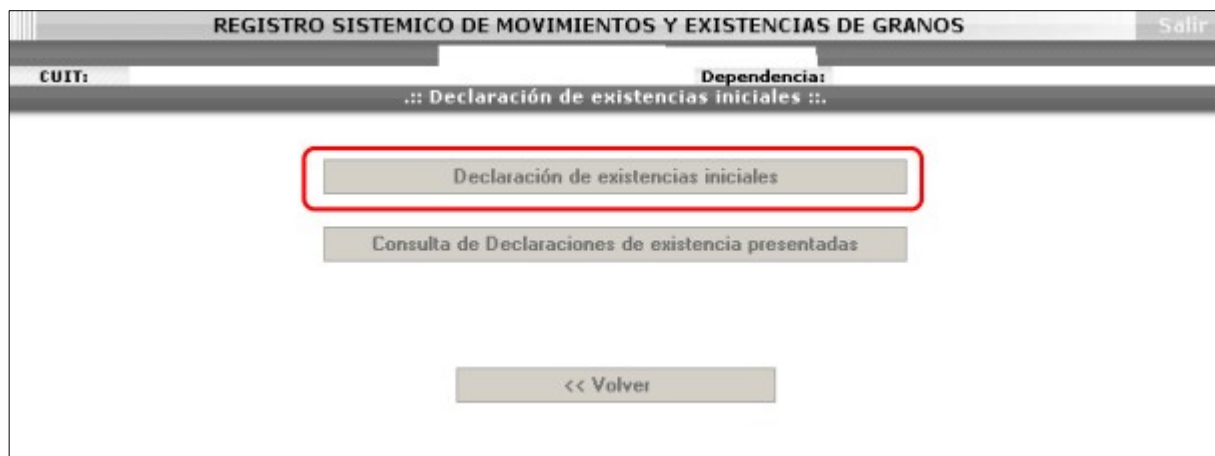 REGISTRO SISTEMICO DE MOVIMIENTOS Y EXISTENCIAS DE GRANOS Salir
CUIT: Dependencia:
.:: Declaración de existencias iniciales ::.
Declaración de existencias iniciales
Consulta de Declaraciones de existencia presentadas
<< Volver